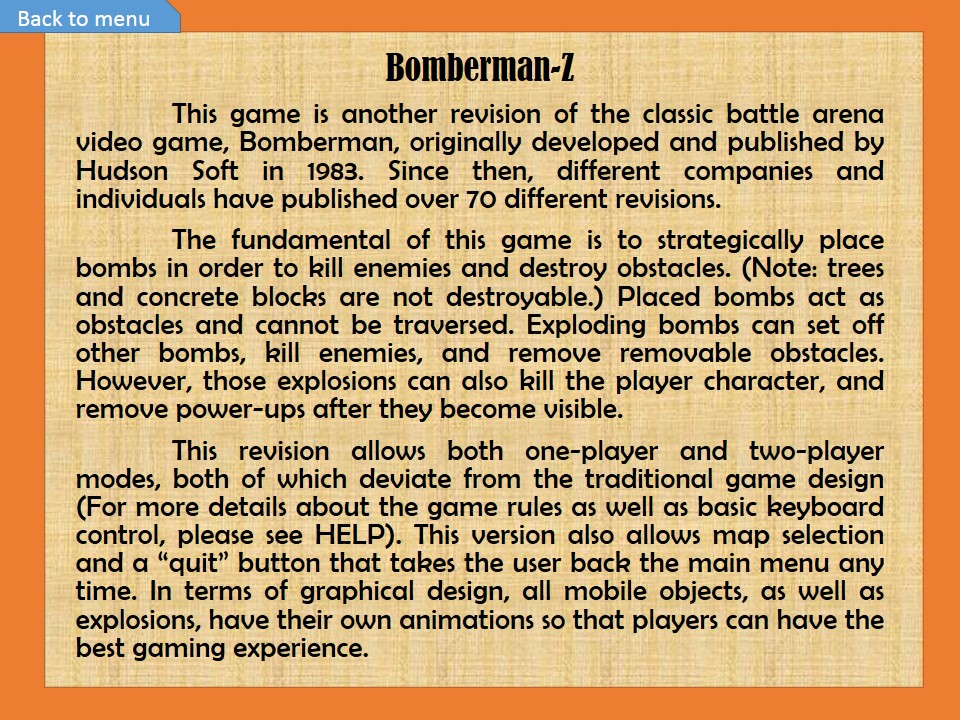 Back to menu
Bomberman-Z
This game is another revision of the classic battle arena
video game, Bomberman, originally developed and published by
Hudson Soft in 1983. Since then, different companies and
individuals have published over 70 different revisions.
The fundamental of this game is to strategically place
bombs in order to kill enemies and destroy obstacles. (Note: trees
and concrete blocks are not destroyable.) Placed bombs act as
obstacles and cannot be traversed. Exploding bombs can set off
other bombs, kill enemies, and remove removable obstacles.
However, those explosions can also kill the player character, and
remove power-ups after they become visible.
This revision allows both one-player and two-player
modes, both of which deviate from the traditional game design
(For more details about the game rules as well as basic keyboard
control, please see HELP). This version also allows map selection
and a “quit” button that takes the user back the main menu any
time. In terms of graphical design, all mobile objects, as well as
explosions, have their own animations so that players can have the
best gaming experience.